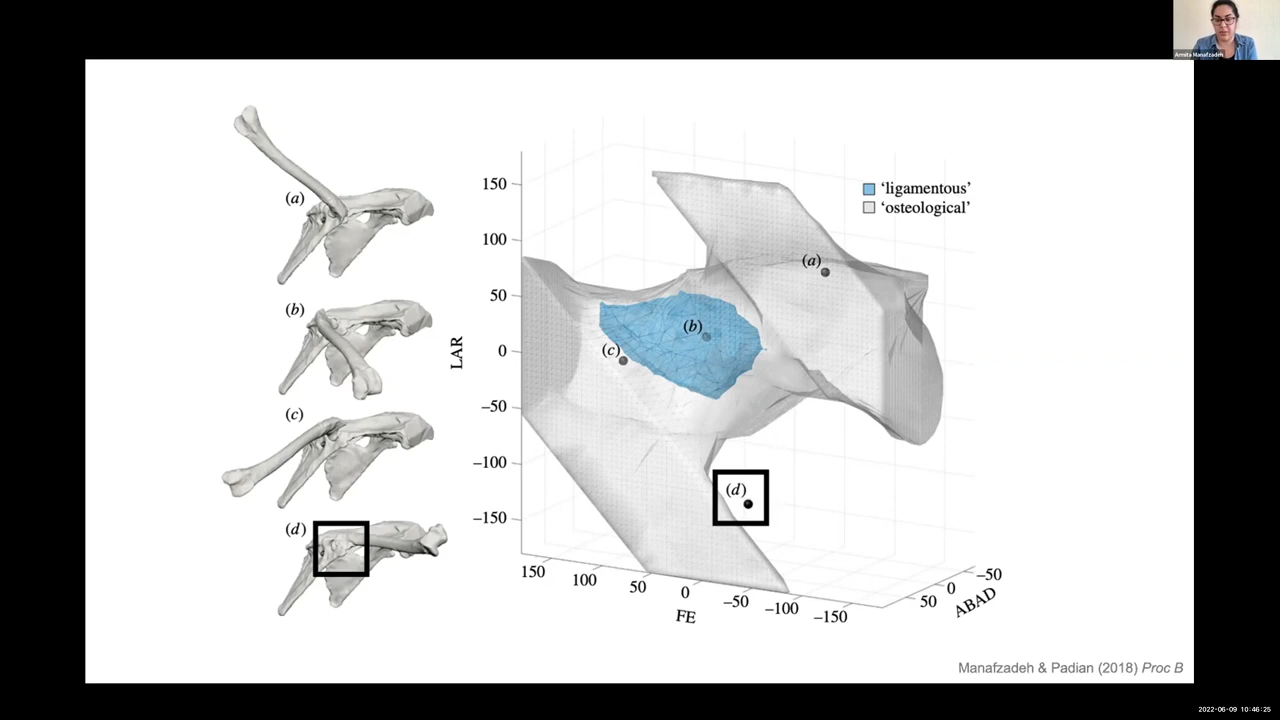 Armita Manafzadeh
(a)
(b)
(c)
(d)
LAR
150
100
50
0
−50
−100
−150
'ligamentous'
'osteological'
(a)
(b)
(c)
(d)
150
100
50
0
−50
−100
−150
FE
50
0
−50
ABAD
Manafzadeh & Padian (2018) Proc B
2022-06-09 10:46:25